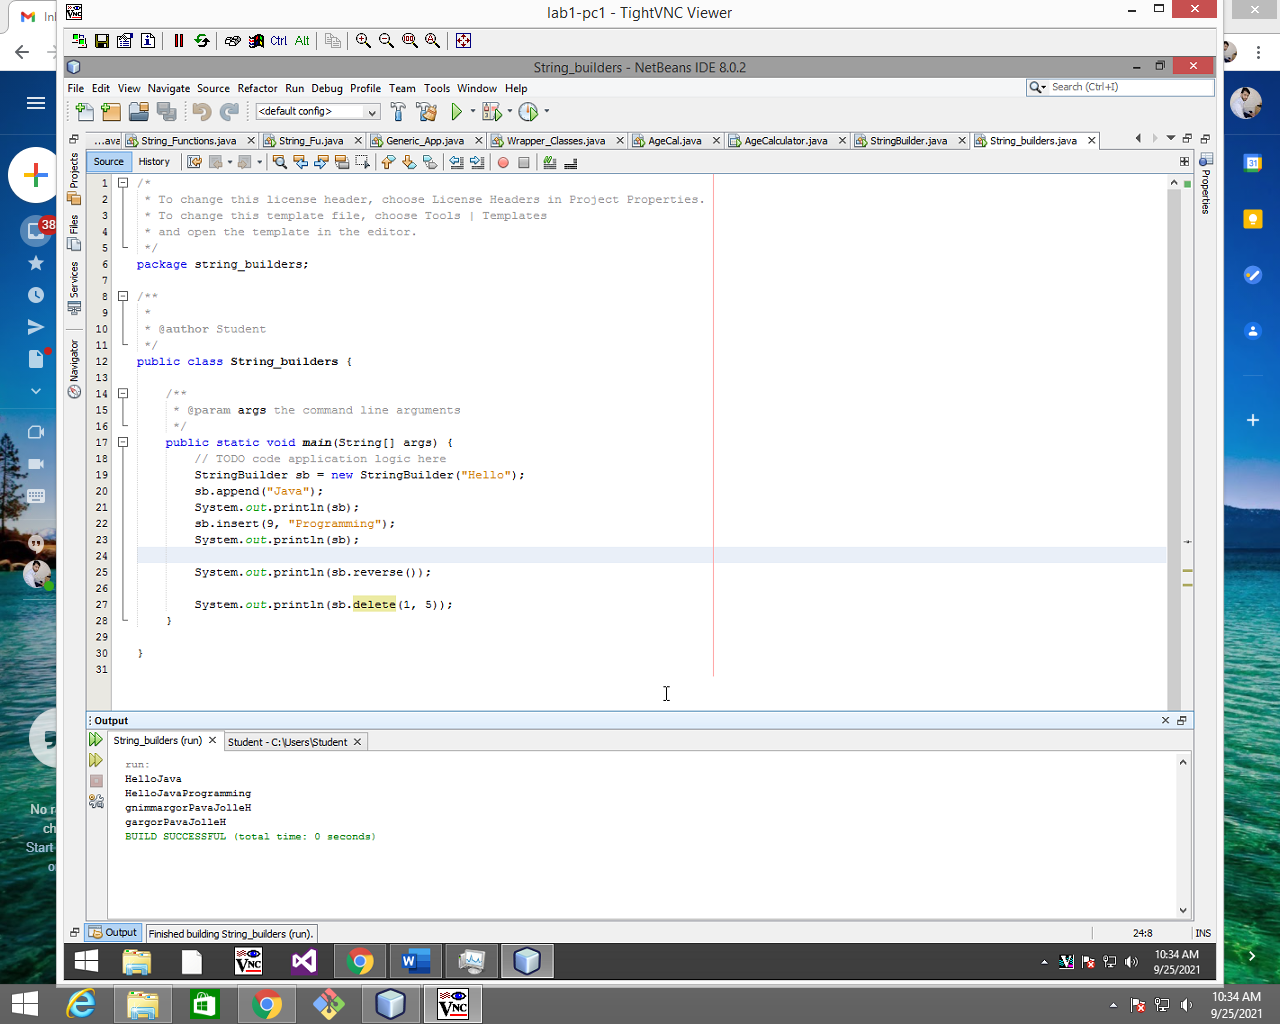 In
lab1-pc1 - TightVNC Viewer
Ctrl Alt
String_builders - NetBeans IDE 8.0.2
File Edit View Navigate Source Refactor Run Debug Profile Team Tools Window Help
Search (Ctrl+I)
<default config>
...ava String_Functions.java String_Fu.java Generic_App.java Wrapper_Classes.java AgeCal.java AgeCalculator.java StringBuilder.java String_builders.java
Source History
Projects
Files
Services
Navigator
Properties
38
31
1 /*
2 * To change this license header, choose License Headers in Project Properties.
3 * To change this template file, choose Tools | Templates
4 * and open the template in the editor.
5 */
6 package string_builders;
7
8 /**
9 *
10 * @author Student
11 */
12 public class String_builders {
13
14 /**
15 * @param args the command line arguments
16 */
17 public static void main(String[] args) {
18 // TODO code application logic here
19 StringBuilder sb = new StringBuilder("Hello");
20 sb.append("Java");
21 System.out.println(sb);
22 sb.insert(9, "Programming");
23 System.out.println(sb);
24
25 System.out.println(sb.reverse());
26
27 System.out.println(sb.delete(1, 5));
28 }
29
30 }
31
Output
String_builders (run) Student - C:\Users\Student
run:
HelloJava
HelloJavaProgramming
gnimmargorPavaJolleH
gargorPavaJolleH
BUILD SUCCESSFUL (total time: 0 seconds)
No r
ch
Start
o
Output Finished building String_builders (run).
24:8 INS
10:34 AM
9/25/2021
10:34 AM
9/25/2021